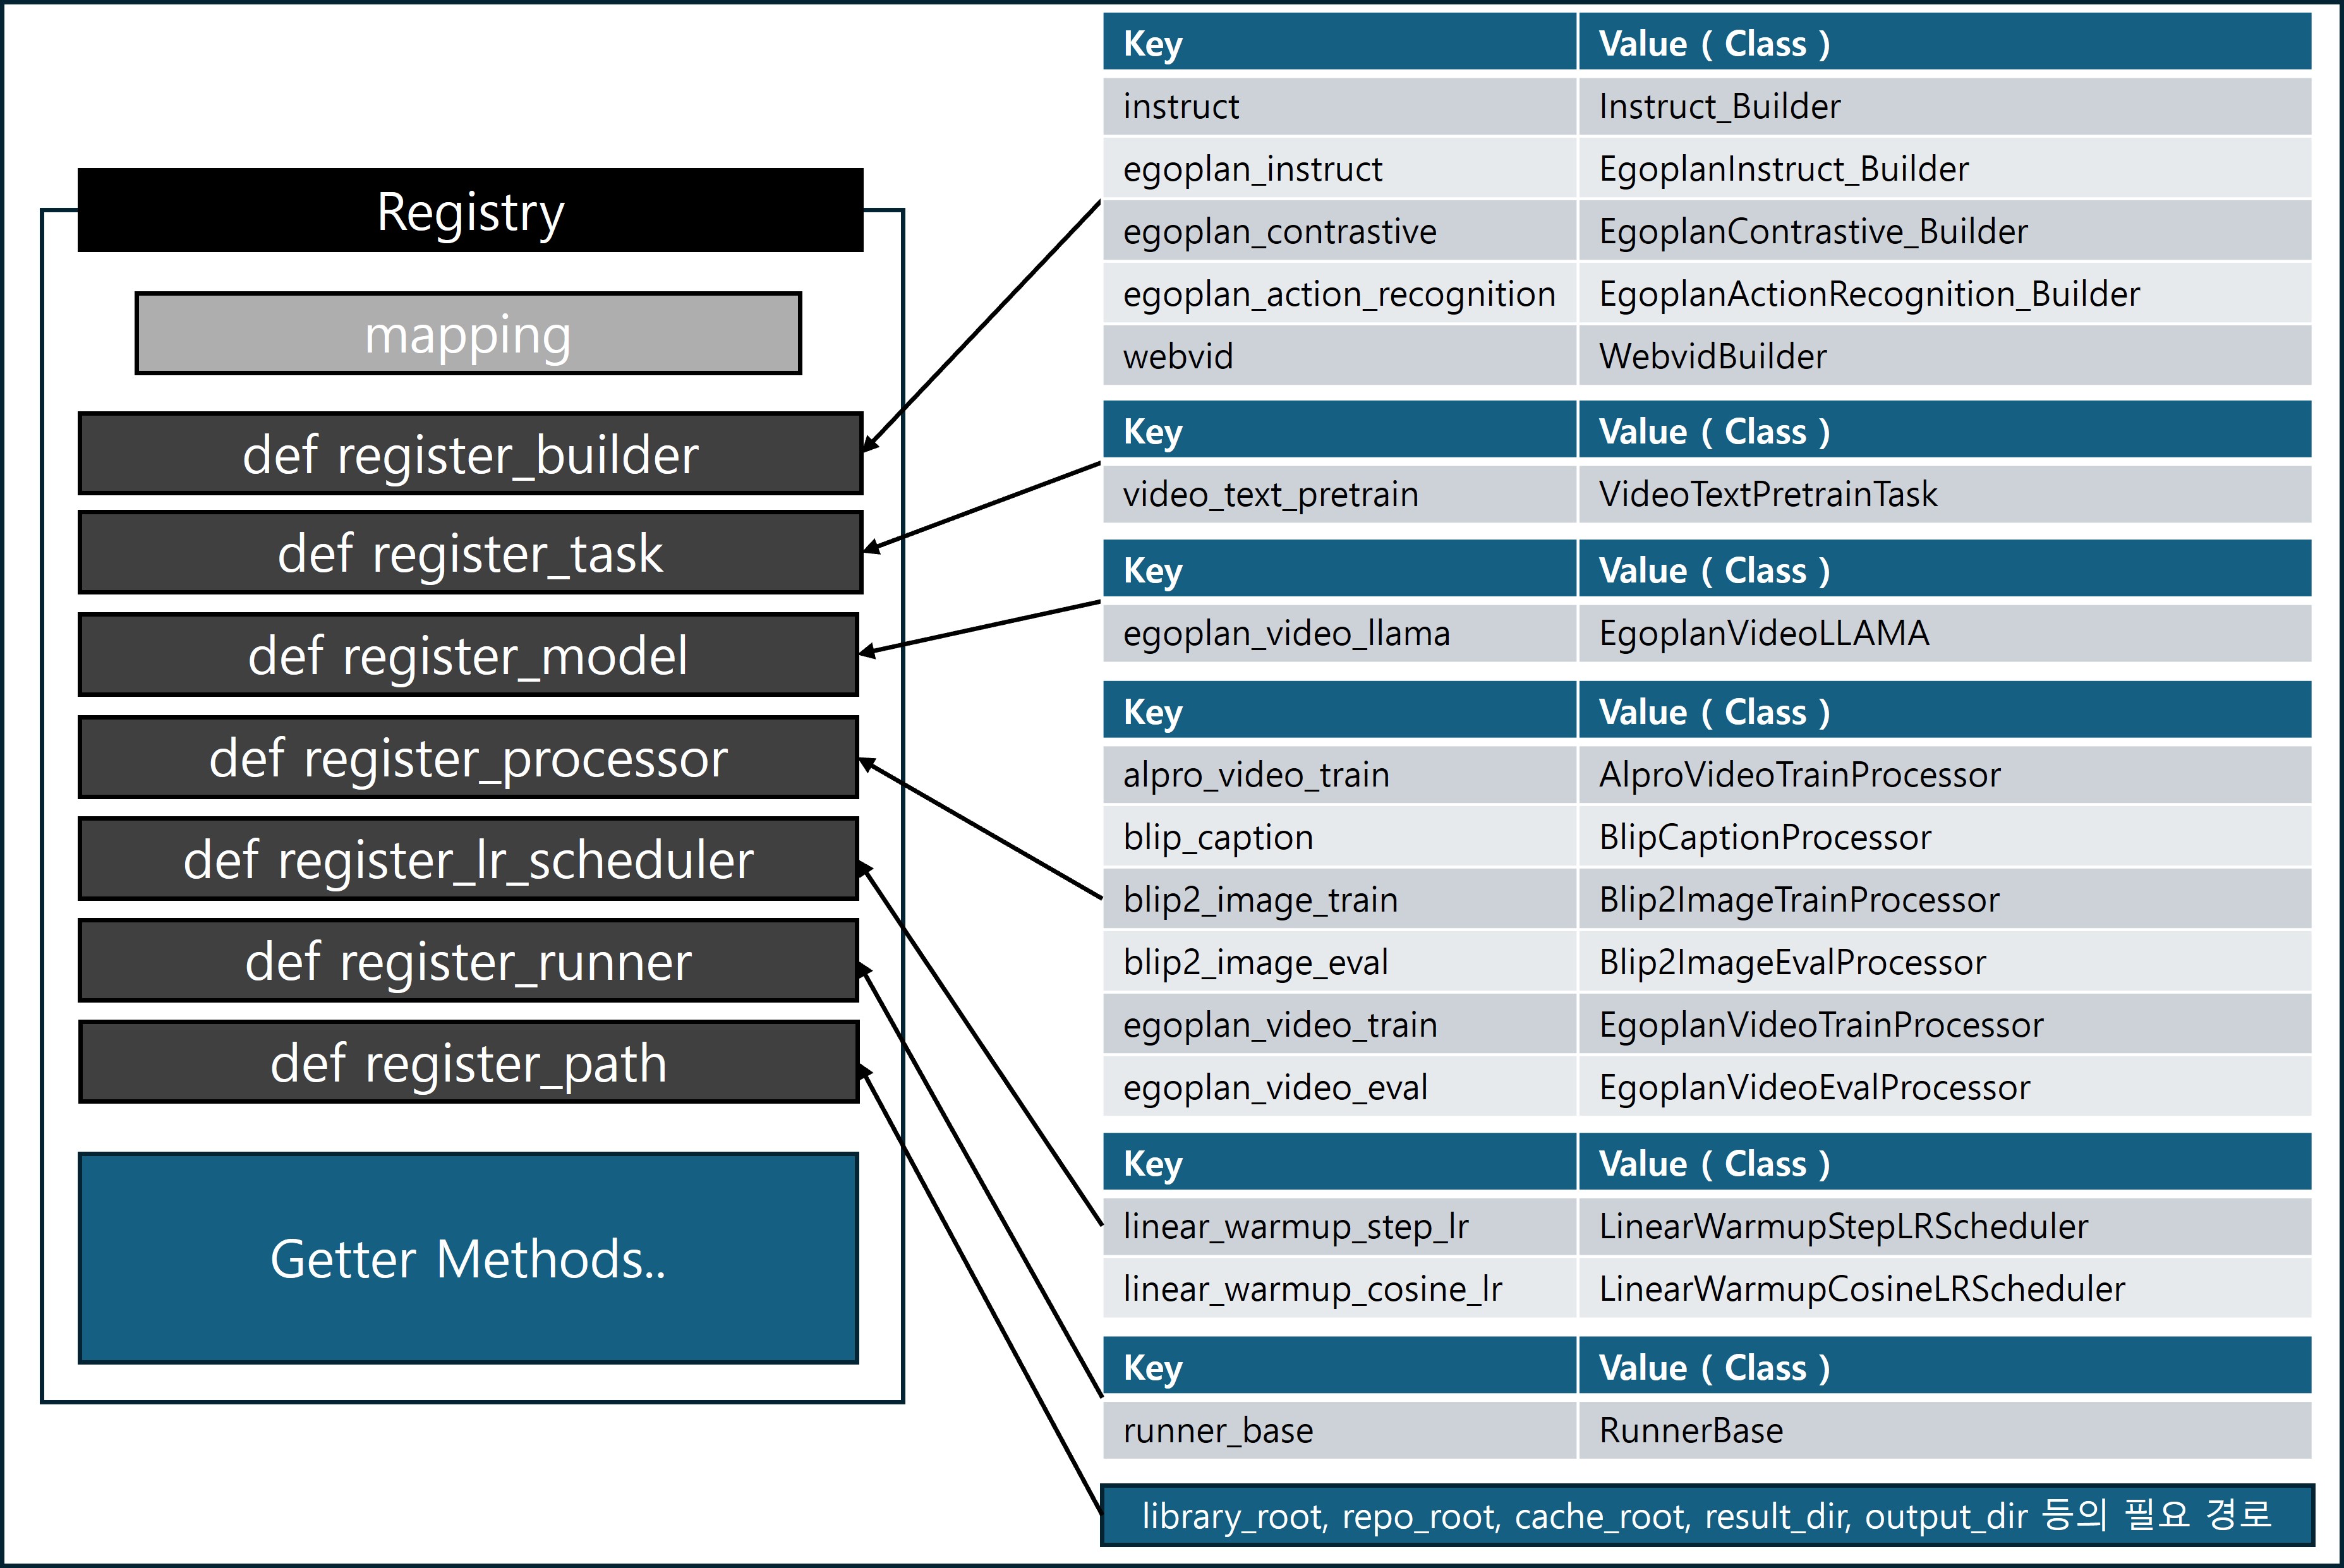 Registry
mapping
def register_builder
def register_task
def register_model
def register_processor
def register_lr_scheduler
def register_runner
def register_path
Getter Methods..
Key Value ( Class )
instruct Instruct_Builder
egoplan_instruct EgoplanInstruct_Builder
egoplan_contrastive EgoplanContrastive_Builder
egoplan_action_recognition EgoplanActionRecognition_Builder
webvid WebvidBuilder
Key Value ( Class )
video_text_pretrain VideoTextPretrainTask
Key Value ( Class )
egoplan_video_llama EgoplanVideoLLAMA
Key Value ( Class )
alpro_video_train AlproVideoTrainProcessor
blip_caption BlipCaptionProcessor
blip2_image_train Blip2ImageTrainProcessor
blip2_image_eval Blip2ImageEvalProcessor
egoplan_video_train EgoplanVideoTrainProcessor
egoplan_video_eval EgoplanVideoEvalProcessor
Key Value ( Class )
linear_warmup_step_lr LinearWarmupStepLRScheduler
linear_warmup_cosine_lr LinearWarmupCosineLRScheduler
Key Value ( Class )
runner_base RunnerBase
library_root, repo_root, cache_root, result_dir, output_dir 등의 필요 경로